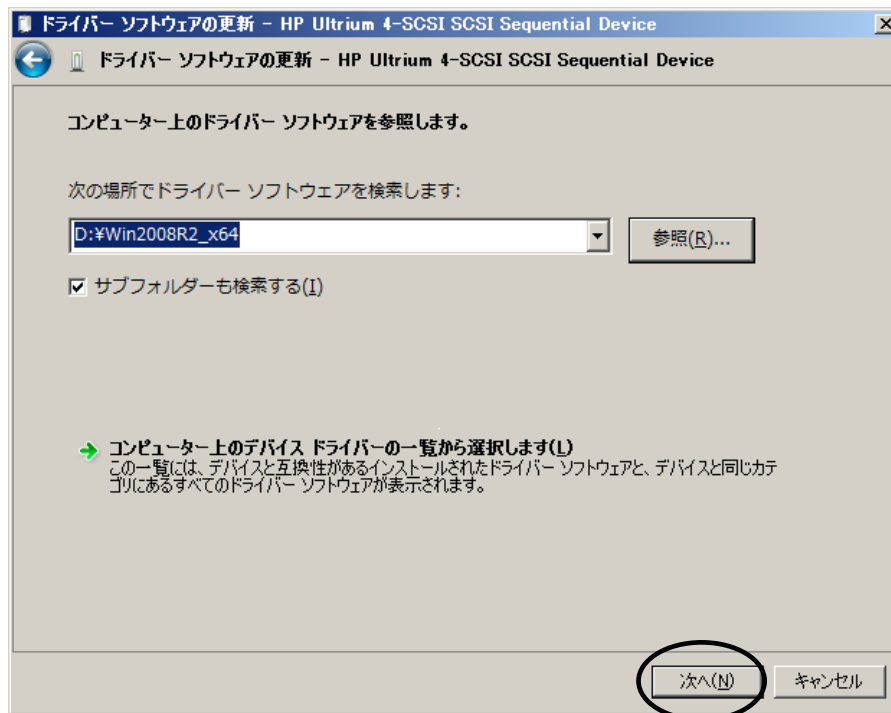 ドライバー ソフトウェアの更新 - HP Ultrium 4-SCSI SCSI Sequential Device
ドライバー ソフトウェアの更新 - HP Ultrium 4-SCSI SCSI Sequential Device
コンピューター上のドライバー ソフトウェアを参照します。
次の場所でドライバー ソフトウェアを検索します:
D:¥Win2008R2_x64
参照(R)...
サブフォルダーも検索する(I)
コンピューター上のデバイス ドライバーの一覧から選択します(L)
この一覧には、デバイスと互換性があるインストールされたドライバー ソフトウェアと、デバイスと同じカテ
ゴリにあるすべてのドライバー ソフトウェアが表示されます。
次へ(N)
キャンセル